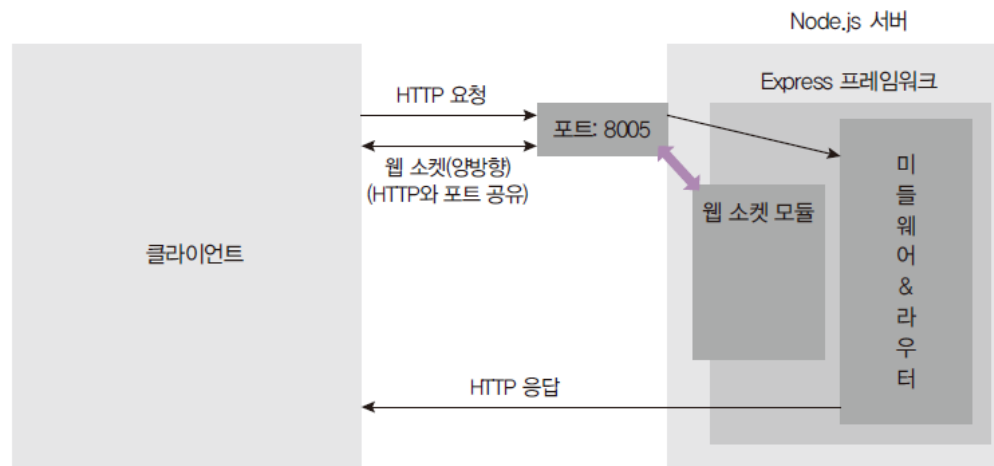 Node.js 서버
Express 프레임워크
HTTP 요청
포트: 8005
웹 소켓(양방향)
(HTTP와 포트 공유)
웹 소켓 모듈
미
들
웨
어
&
라
우
터
클라이언트
HTTP 응답